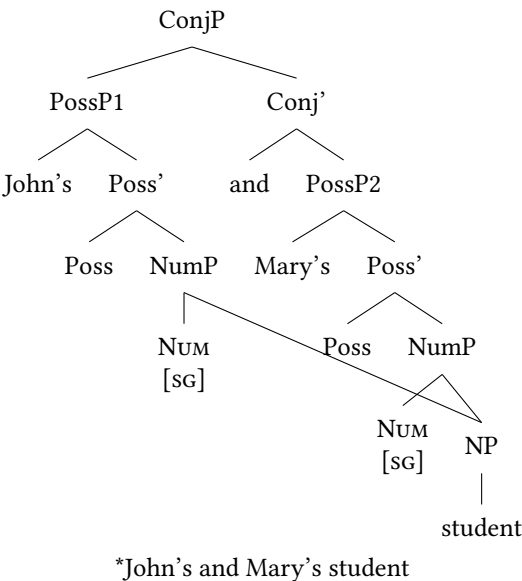 ConjP
PossP1 Conj’
John’s Poss’ and PossP2
Poss NumP Mary’s Poss’
Num Poss NumP
[sg]
Num NP
[sg]
student
*John’s and Mary’s student